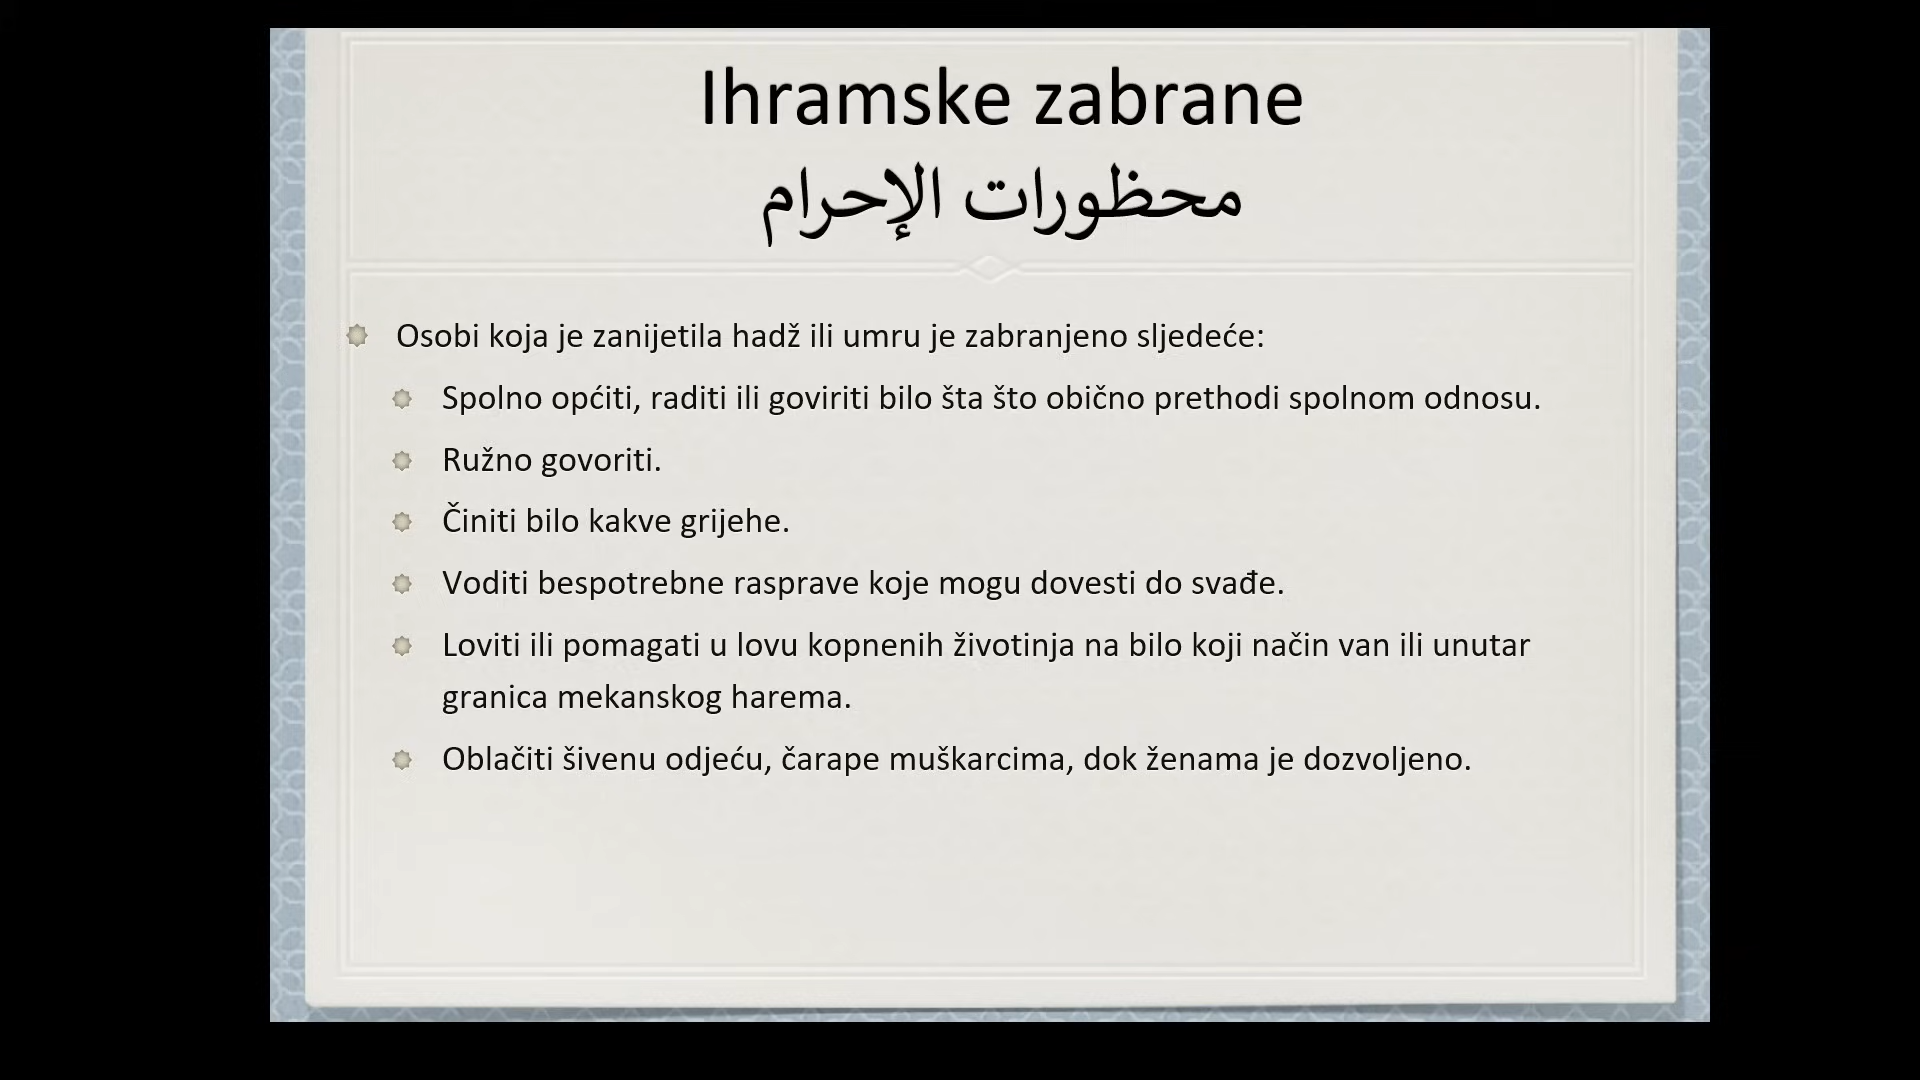 Ihramske zabrane
محظورات الإحرام
Osobi koja je zanijetila hadž ili umru je zabranjeno sljedeće:
Spolno općiti, raditi ili goviriti bilo šta što obično prethodi spolnom odnosu.
Ružno govoriti.
Činiti bilo kakve grijehe.
Voditi bespotrebne rasprave koje mogu dovesti do svađe.
Loviti ili pomagati u lovu kopnenih životinja na bilo koji način van ili unutar
granica mekanskog harema.
Oblačiti šivenu odjeću, čarape muškarcima, dok ženama je dozvoljeno.